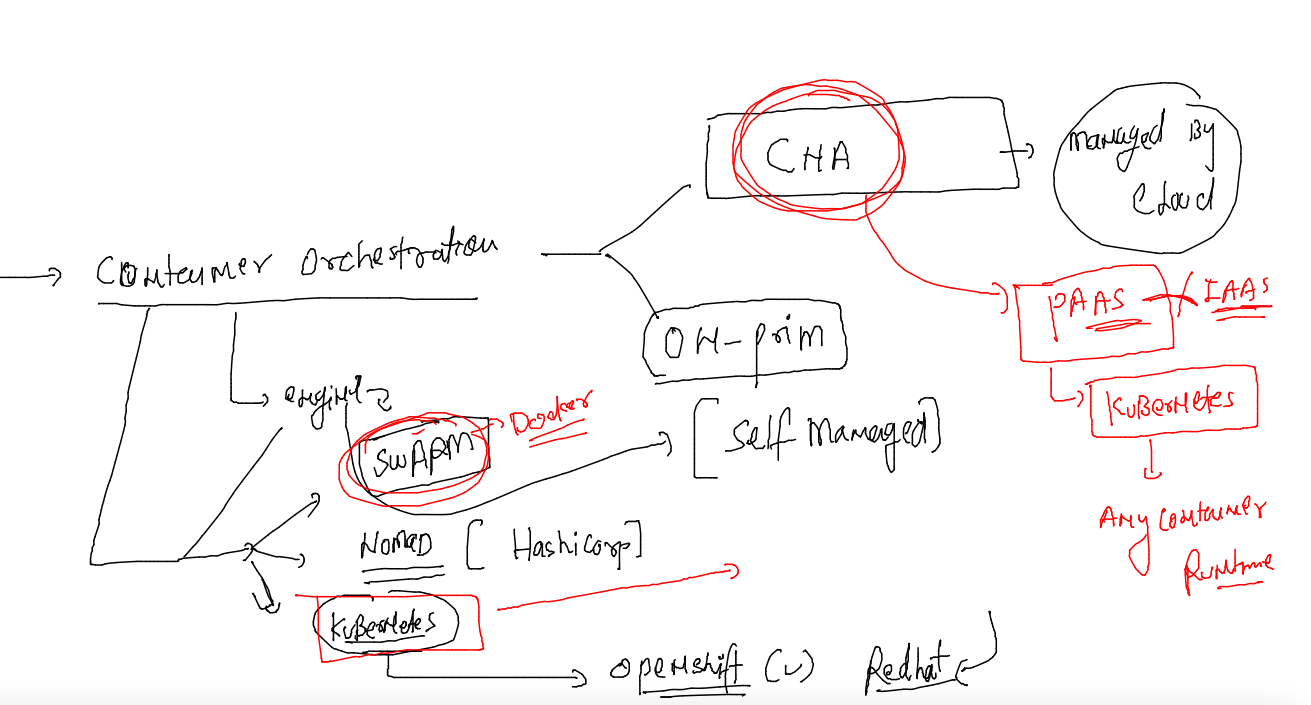 CNA
managed By
Cloud
Container Orchestration
PAAS
IAAS
ON-prim
KuBerNetes
engine
SWARM
Docker
[Self Managed]
Any container
Runtime
NOMAD [Hashicorp]
KuBerNetes
openshift (v) Redhat